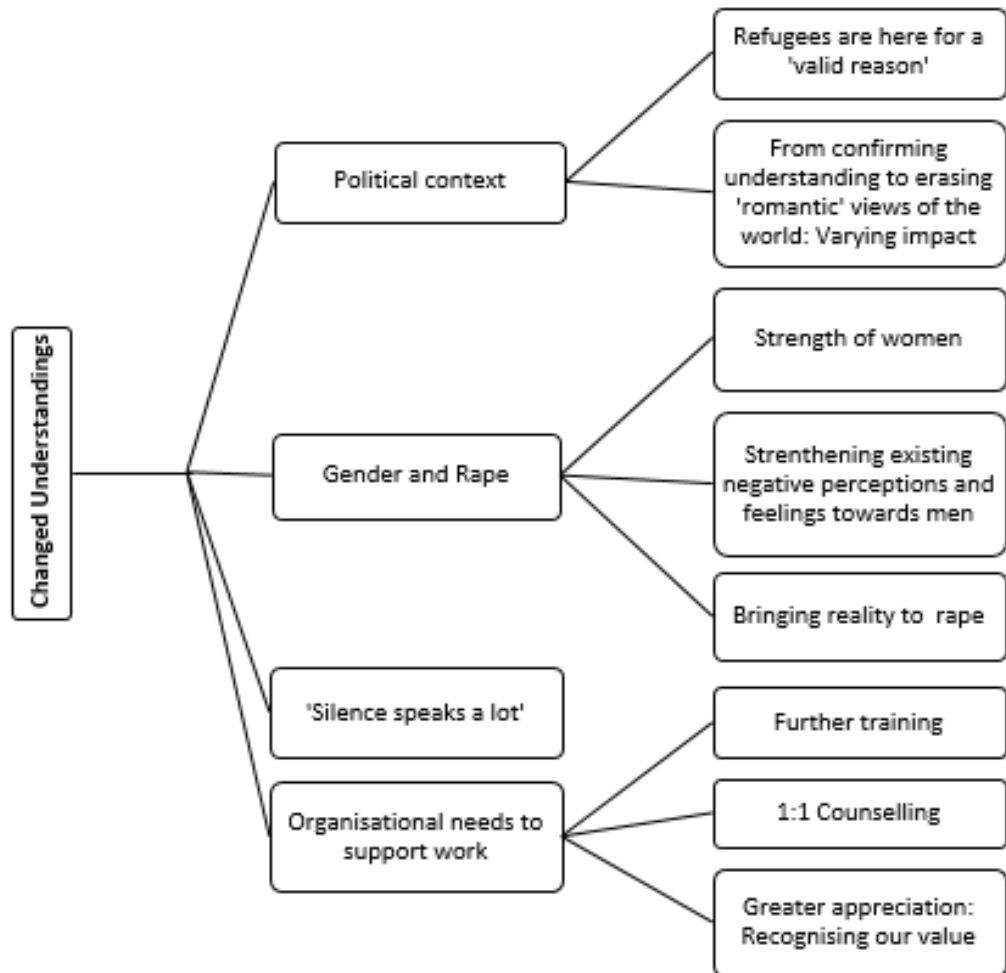 Changed Understandings
Political context
Refugees are here for a
'valid reason'
From confirming
understanding to erasing
'romantic' views of the
world: Varying impact
Gender and Rape
Strength of women
Strenthening existing
negative perceptions and
feelings towards men
Bringing reality to rape
'Silence speaks a lot'
Organisational needs to
support work
Further training
1:1 Counselling
Greater appreciation:
Recognising our value